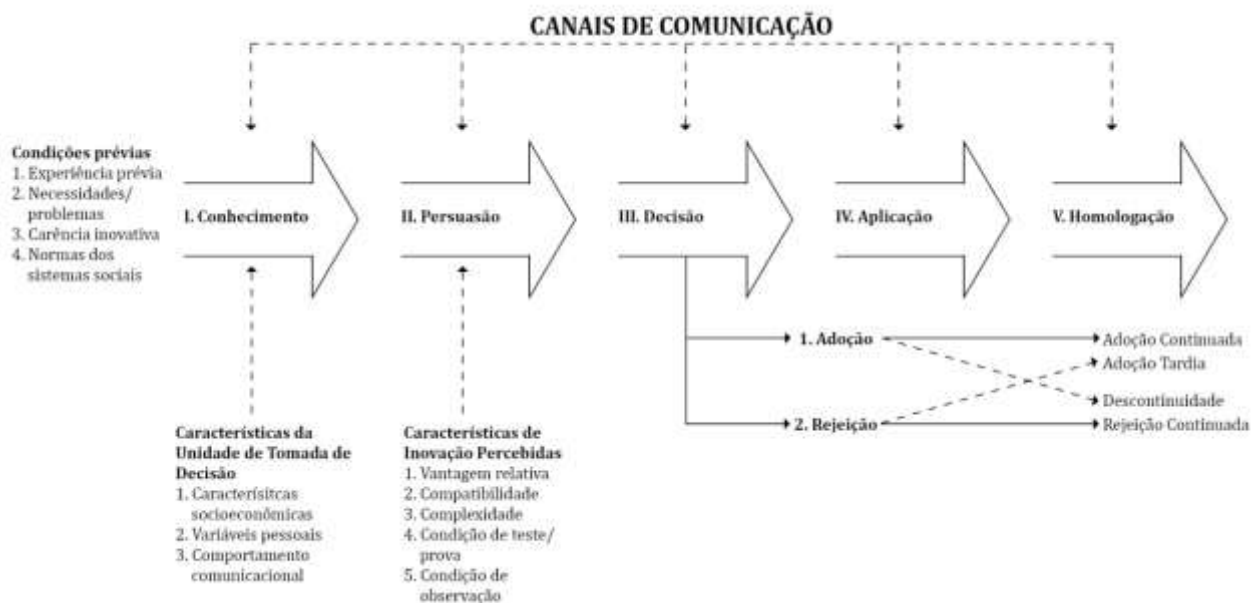 CANAIS DE COMUNICAÇÃO
Condições prévias
1. Experiência prévia
2. Necessidades/
problemas
3. Carência inovativa
4. Normas dos
sistemas sociais
I. Conhecimento
II. Persuasão
III. Decisão
IV. Aplicação
V. Homologação
1. Adoção
2. Rejeição
Adoção Continuada
Adoção Tardia
Descontinuidade
Rejeição Continuada
Características da
Unidade de Tomada de
Decisão
1. Caracterísitcas
socioeconômicas
2. Variáveis pessoais
3. Comportamento
comunicacional
Características de
Inovação Percebidas
1. Vantagem relativa
2. Compatibilidade
3. Complexidade
4. Condição de teste/
prova
5. Condição de
observação